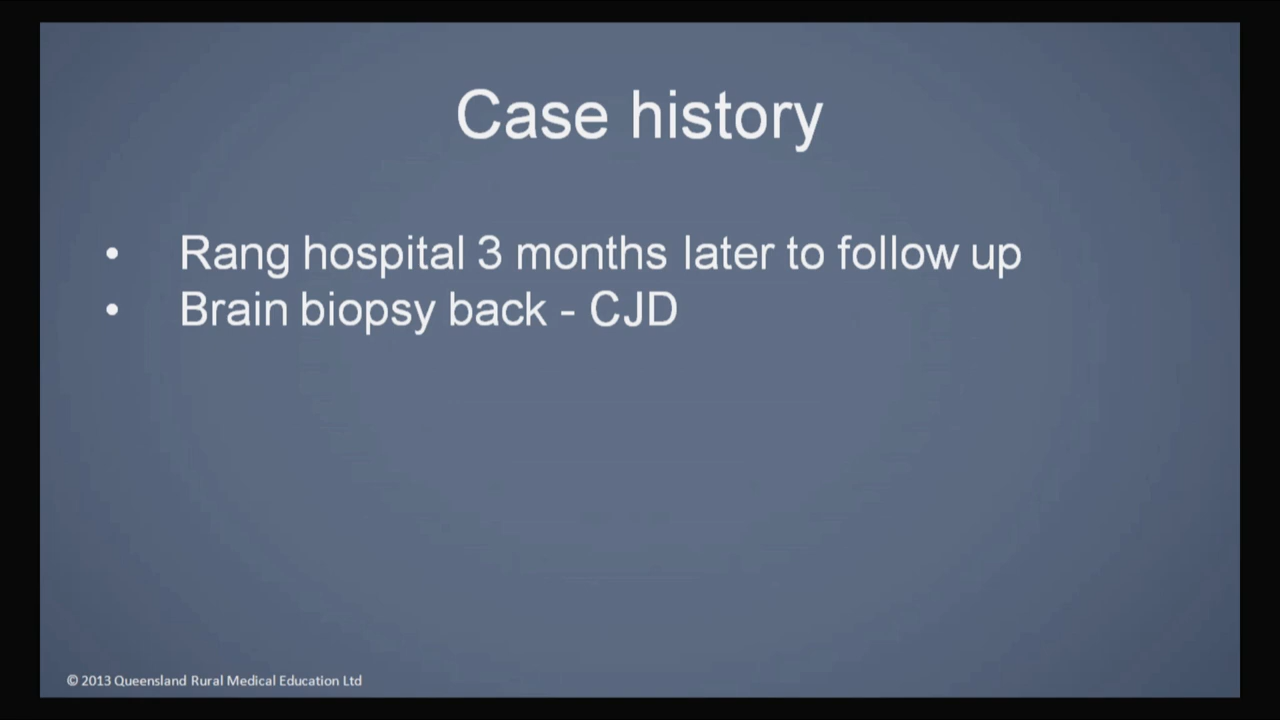 Case history
• Rang hospital 3 months later to follow up
• Brain biopsy back - CJD
© 2013 Queensland Rural Medical Education Ltd